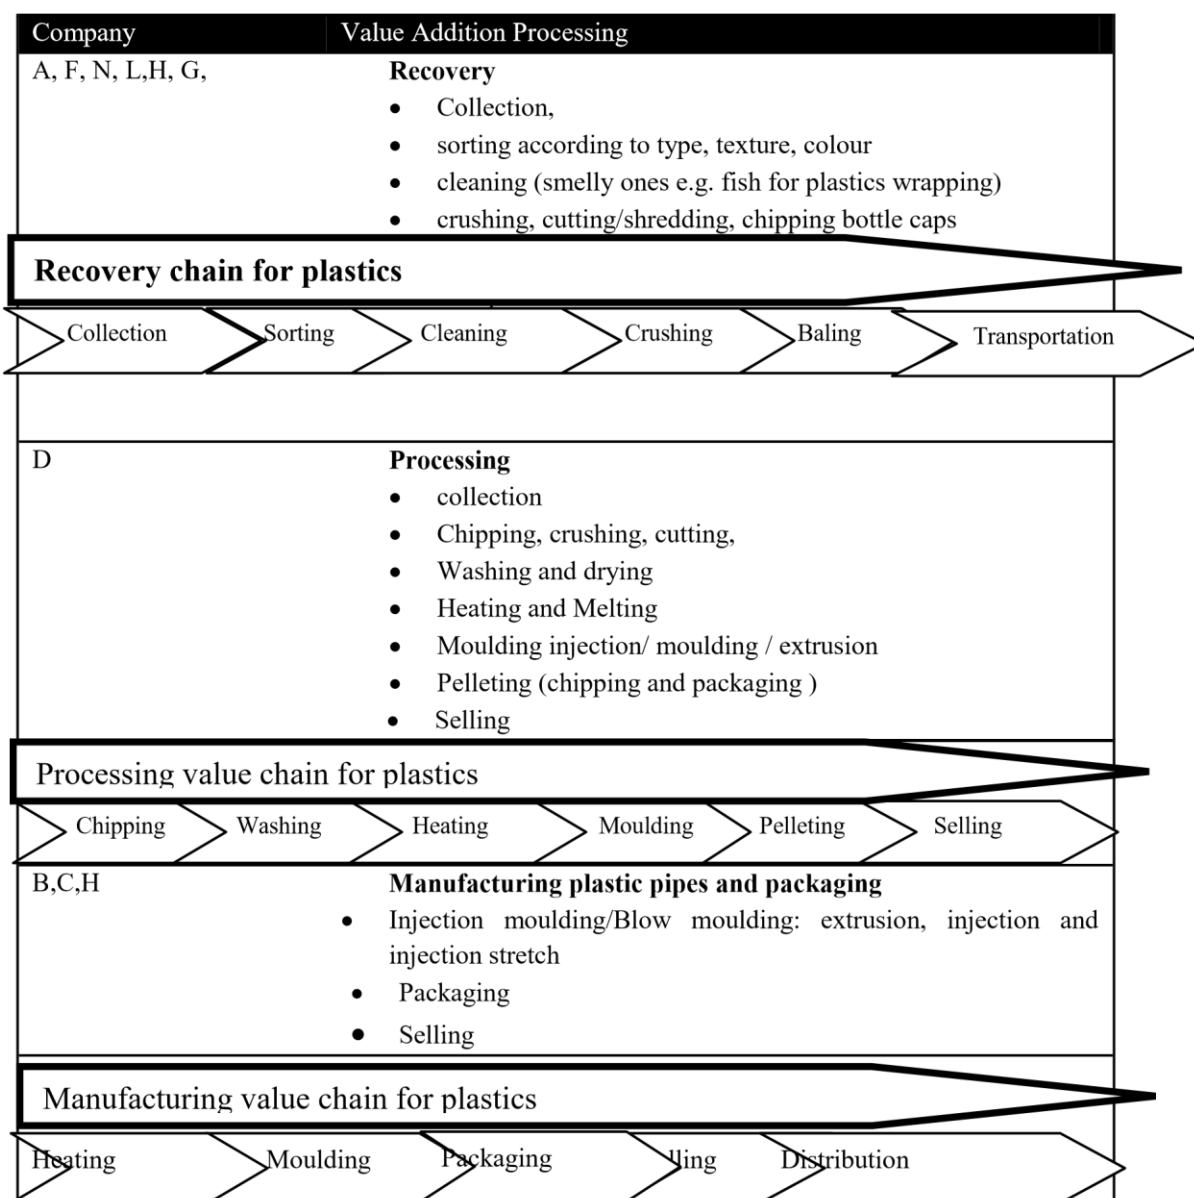 Company Value Addition Processing
A, F, N, L,H, G, Recovery
• Collection,
• sorting according to type, texture, colour
• cleaning (smelly ones e.g. fish for plastics wrapping)
• crushing, cutting/shredding, chipping bottle caps
Recovery chain for plastics
Collection Sorting Cleaning Crushing Baling Transportation
D Processing
• collection
• Chipping, crushing, cutting,
• Washing and drying
• Heating and Melting
• Moulding injection/ moulding / extrusion
• Pelleting (chipping and packaging )
• Selling
Processing value chain for plastics
Chipping Washing Heating Moulding Pelleting Selling
B,C,H Manufacturing plastic pipes and packaging
• Injection moulding/Blow moulding: extrusion, injection and
injection stretch
• Packaging
• Selling
Manufacturing value chain for plastics
Heating Moulding Packaging lling Distribution